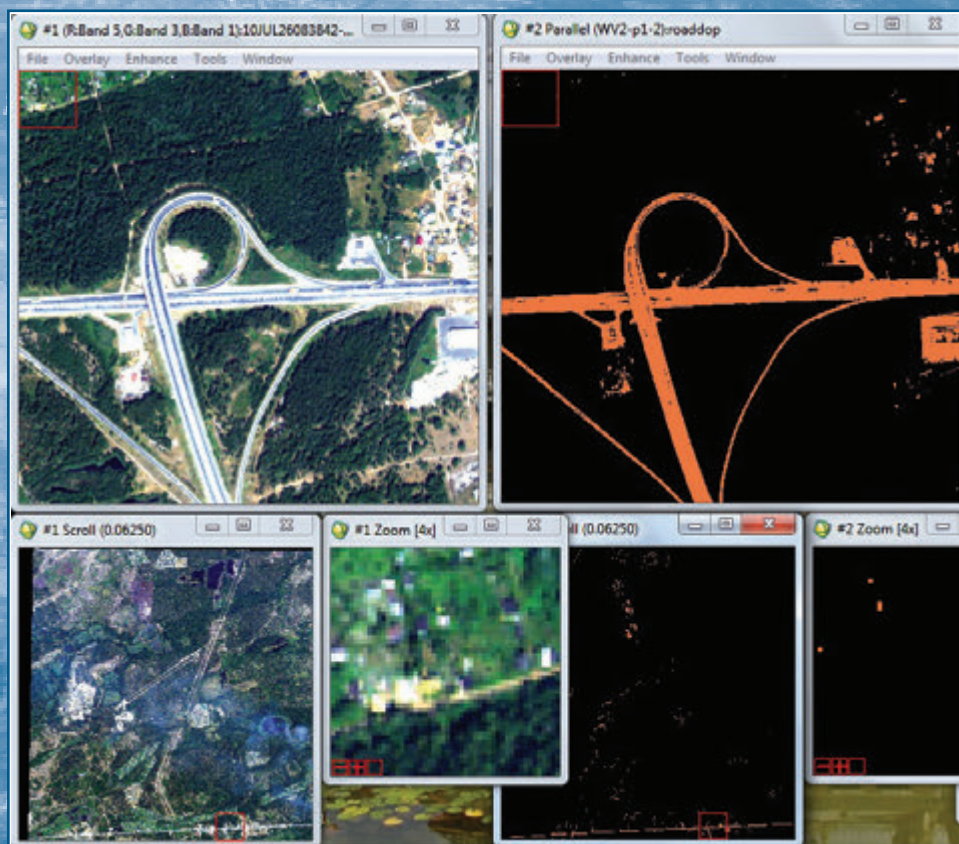 #1 (R:Band 5,G:Band 3,B:Band 1):10JUL26083842-...
File Overlay Enhance Tools Window
#2 Parallel (WV2-p1-2):roaddop
File Overlay Enhance Tools Window
#1 Scroll (0.06250)
#1 Zoom [4x]
ll (0.06250)
#2 Zoom [4x]